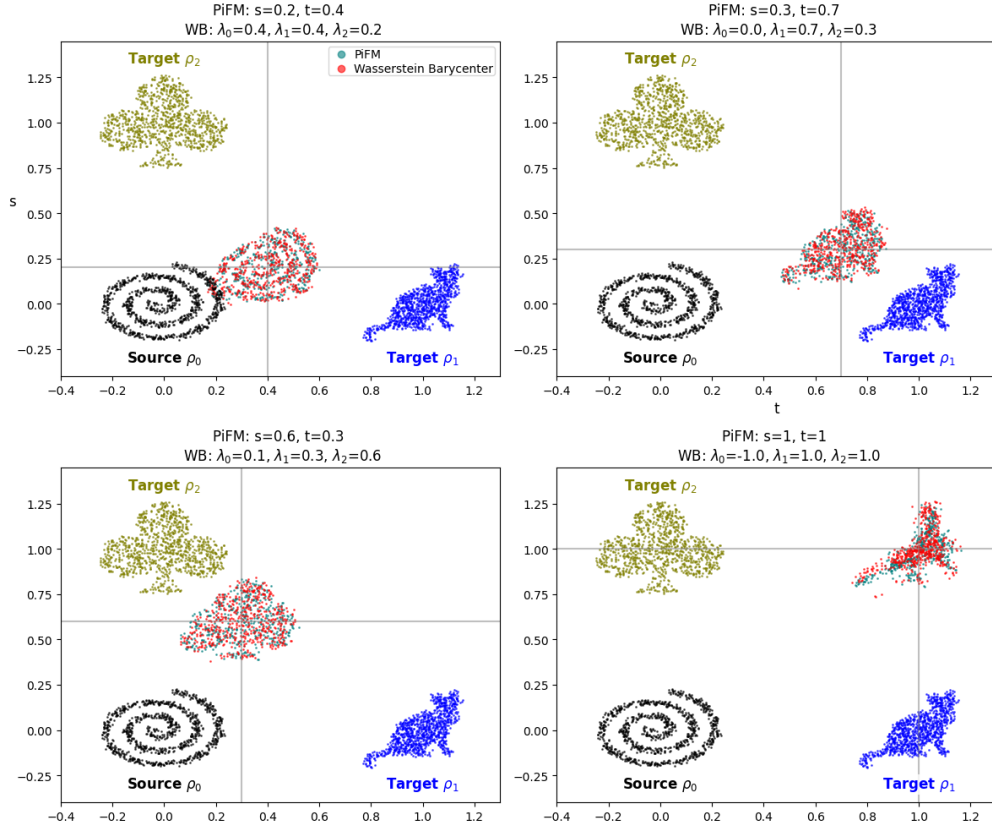 PiFM: s=0.2, t=0.4
WB: λ₀=0.4, λ₁=0.4, λ₂=0.2
Target ρ₂
PiFM
Wasserstein Barycenter
1.25
1.00
0.75
s
0.50
0.25
0.00
−0.25
Source ρ₀
Target ρ₁
−0.4 −0.2 0.0 0.2 0.4 0.6 0.8 1.0 1.2
PiFM: s=0.3, t=0.7
WB: λ₀=0.0, λ₁=0.7, λ₂=0.3
Target ρ₂
1.25
1.00
0.75
0.50
0.25
0.00
−0.25
Source ρ₀
Target ρ₁
−0.4 −0.2 0.0 0.2 0.4 0.6 0.8 1.0 1.2
t
PiFM: s=0.6, t=0.3
WB: λ₀=0.1, λ₁=0.3, λ₂=0.6
Target ρ₂
1.25
1.00
0.75
0.50
0.25
0.00
−0.25
Source ρ₀
Target ρ₁
−0.4 −0.2 0.0 0.2 0.4 0.6 0.8 1.0 1.2
PiFM: s=1, t=1
WB: λ₀=-1.0, λ₁=1.0, λ₂=1.0
Target ρ₂
1.25
1.00
0.75
0.50
0.25
0.00
−0.25
Source ρ₀
Target ρ₁
−0.4 −0.2 0.0 0.2 0.4 0.6 0.8 1.0 1.2